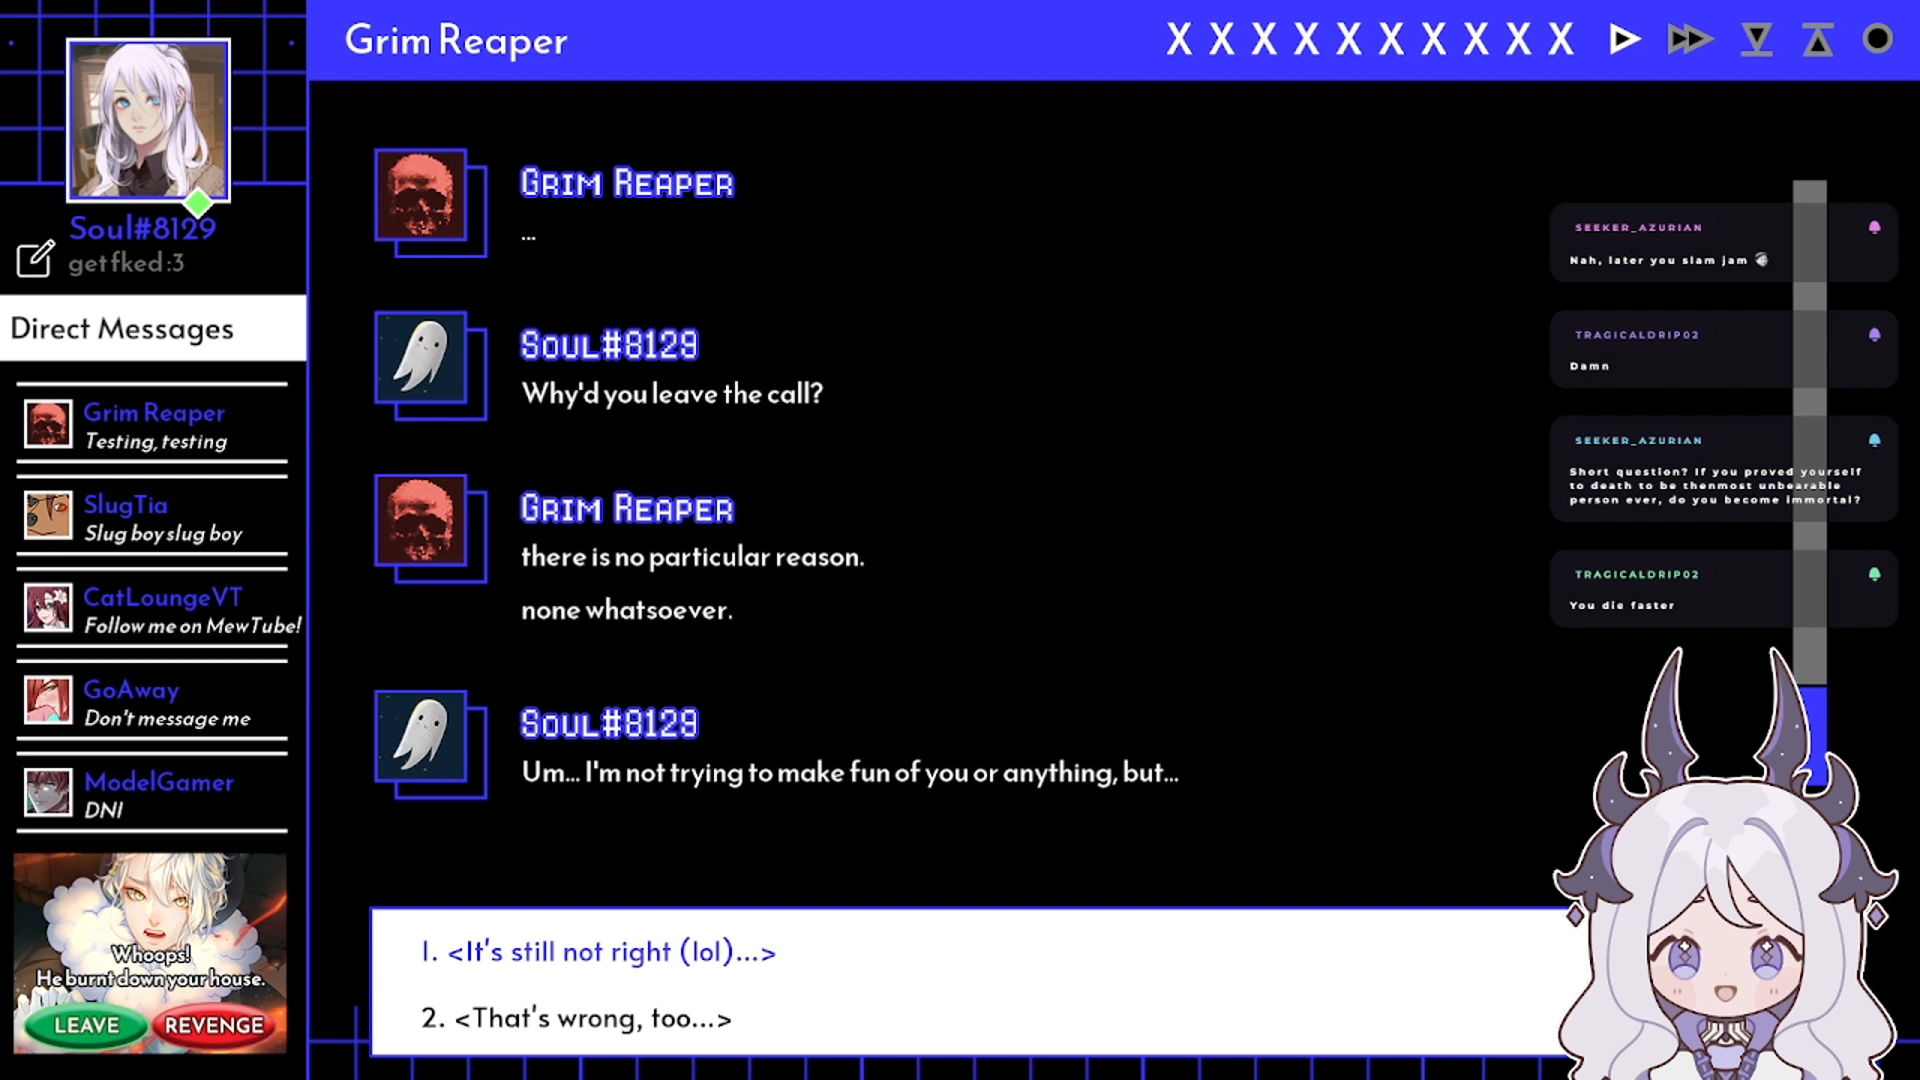 Soul#8129
get fked :3
Direct Messages
Grim Reaper
Testing, testing
SlugTia
Slug boy slug boy
CatLoungeVT
Follow me on MewTube!
GoAway
Don't message me
ModelGamer
DNI
Whoops!
He burnt down your house.
LEAVE REVENGE
Grim Reaper
X X X X X X X X X X
Grim Reaper
...
Soul#8129
Why'd you leave the call?
Grim Reaper
there is no particular reason.
none whatsoever.
Soul#8129
Um... I'm not trying to make fun of you or anything, but...
1. <It's still not right (lol)...>
2. <That's wrong, too...>
SEEKER_AZURIAN
Nah, later you slam jam
TRAGICALDRIP02
Damn
SEEKER_AZURIAN
Short question? If you proved yourself
to death to be thenmost unbearable
person ever, do you become immortal?
TRAGICALDRIP02
You die faster